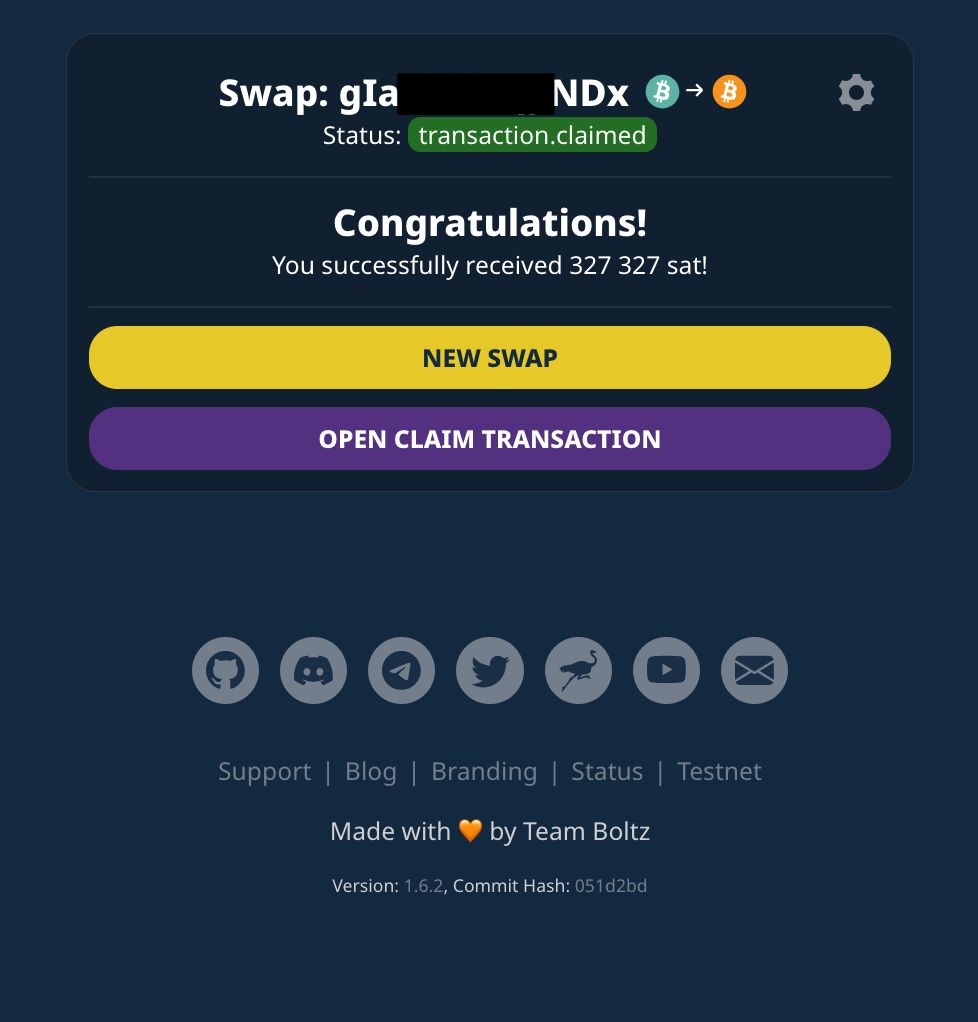 Swap: gIa NDx
Status: transaction.claimed
Congratulations!
You successfully received 327 327 sat!
NEW SWAP
OPEN CLAIM TRANSACTION
Support | Blog | Branding | Status | Testnet
Made with 🧡 by Team Boltz
Version: 1.6.2, Commit Hash: 051d2bd